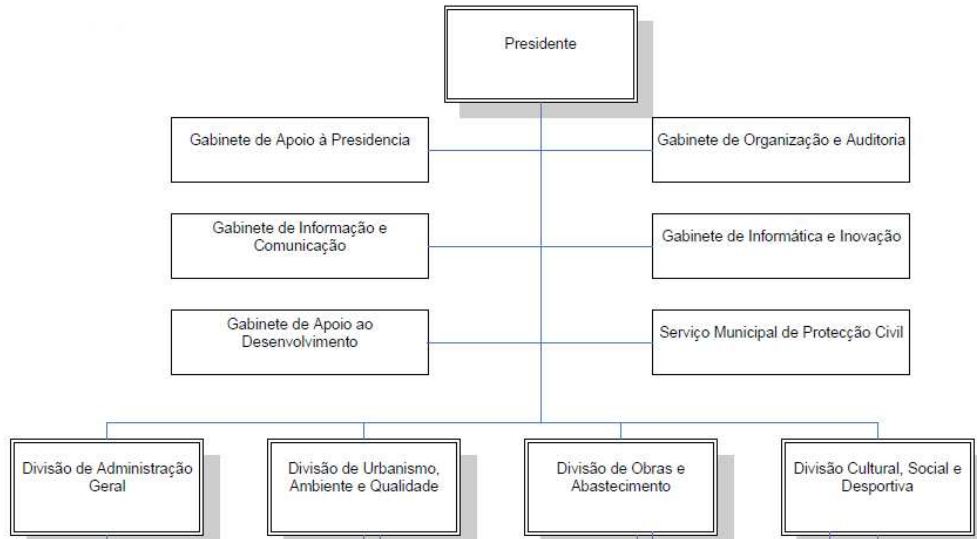 Presidente
Gabinete de Apoio à Presidencia
Gabinete de Organização e Auditoria
Gabinete de Informação e
Comunicação
Gabinete de Informática e Inovação
Gabinete de Apoio ao
Desenvolvimento
Serviço Municipal de Protecção Civil
Divisão de Administração
Geral
Divisão de Urbanismo,
Ambiente e Qualidade
Divisão de Obras e
Abastecimento
Divisão Cultural, Social e
Desportiva